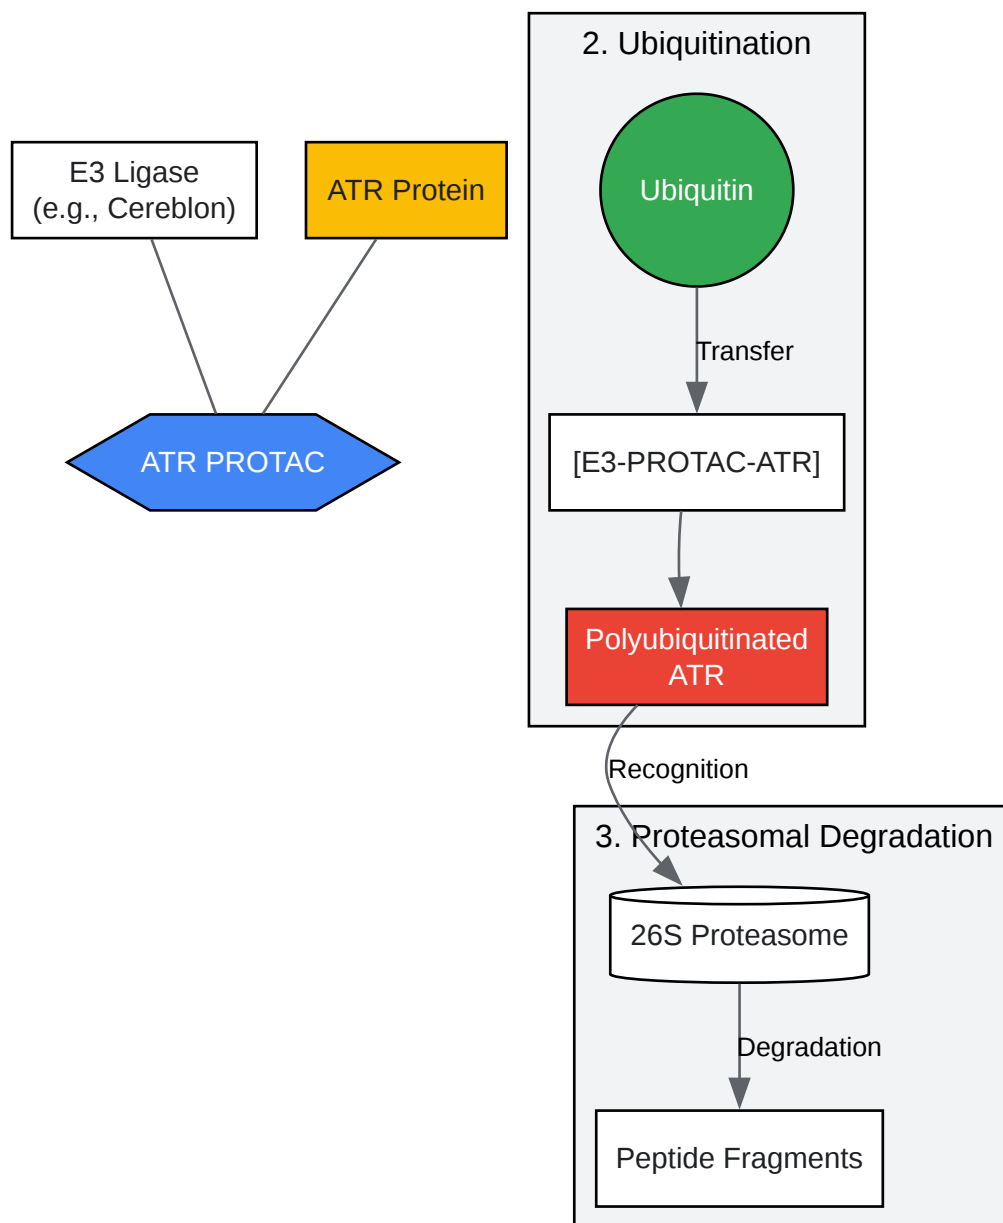 2. Ubiquitination
E3 Ligase
(e.g., Cereblon)
ATR Protein
Ubiquitin
Transfer
ATR PROTAC
[E3-PROTAC-ATR]
Polyubiquitinated
ATR
Recognition
3. Proteasomal Degradation
26S Proteasome
Degradation
Peptide Fragments